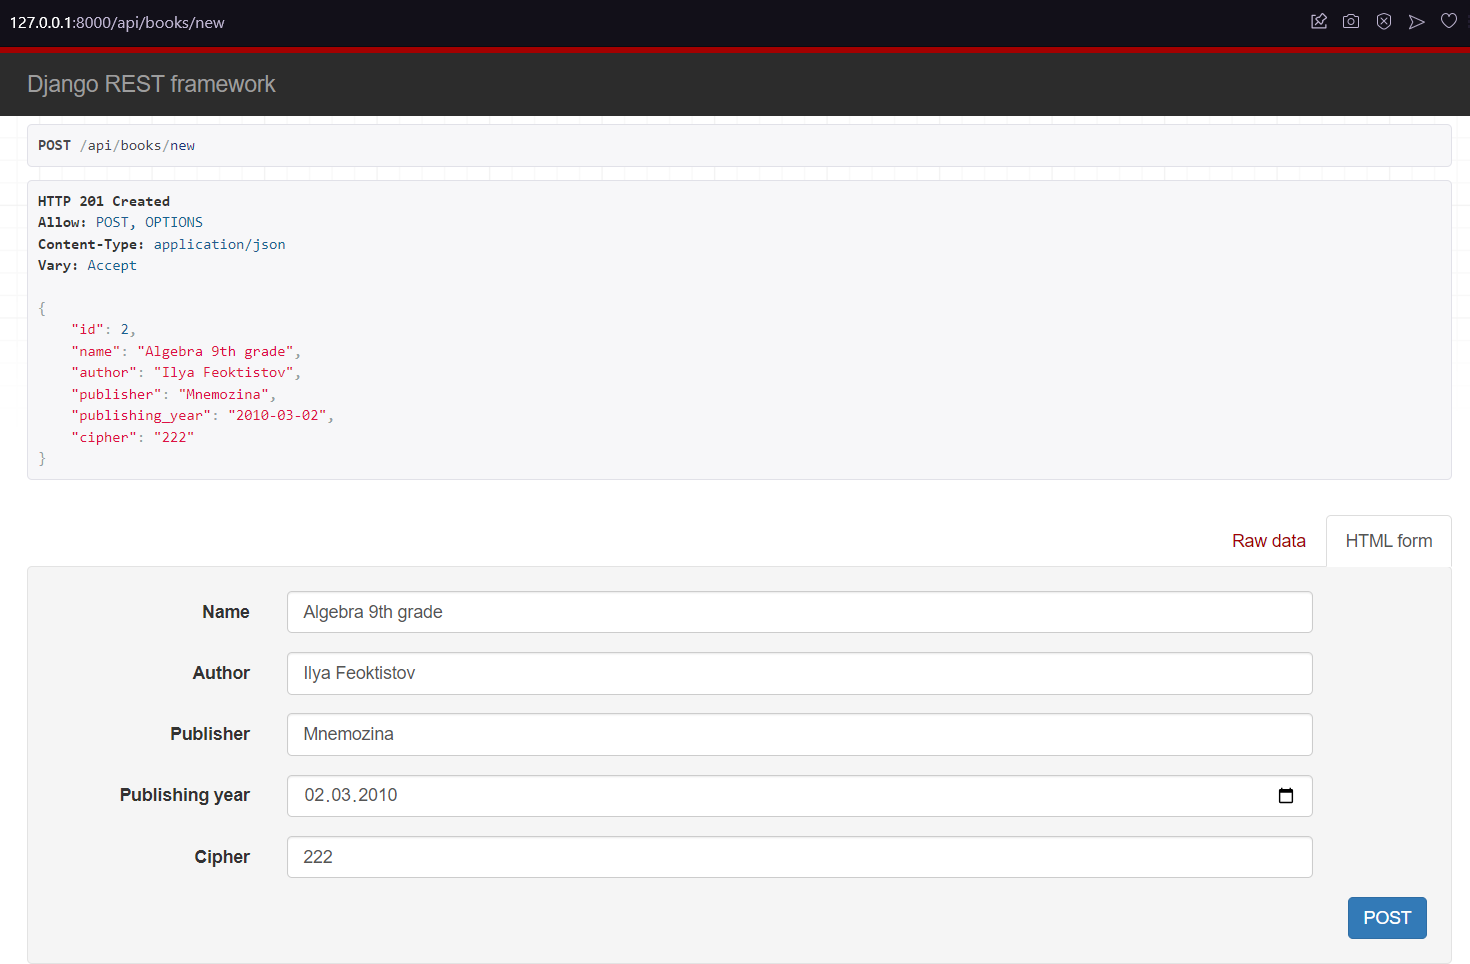 127.0.0.1:8000/api/books/new
Django REST framework
POST /api/books/new
HTTP 201 Created
Allow: POST, OPTIONS
Content-Type: application/json
Vary: Accept
{
    "id": 2,
    "name": "Algebra 9th grade",
    "author": "Ilya Feoktistov",
    "publisher": "Mnemozina",
    "publishing_year": "2010-03-02",
    "cipher": "222"
}
Raw data
HTML form
Name Algebra 9th grade
Author Ilya Feoktistov
Publisher Mnemozina
Publishing year 02.03.2010
Cipher 222
POST